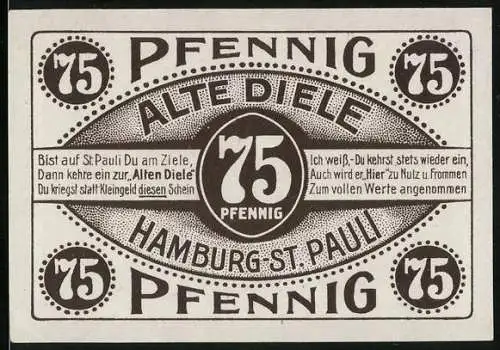 75 PFENNIG 75
ALTE DIELE
Bist auf St. Pauli Du am Ziele,
Dann kehre ein zur „Alten Diele"
Du kriegst statt Kleingeld diesen Schein
75
PFENNIG
Ich weiß,-Du kehrst stets wieder ein,
Auch wird er „Hier" zu Nutz u. Frommen
Zum vollen Werte angenommen
HAMBURG-ST. PAULI
75 PFENNIG 75